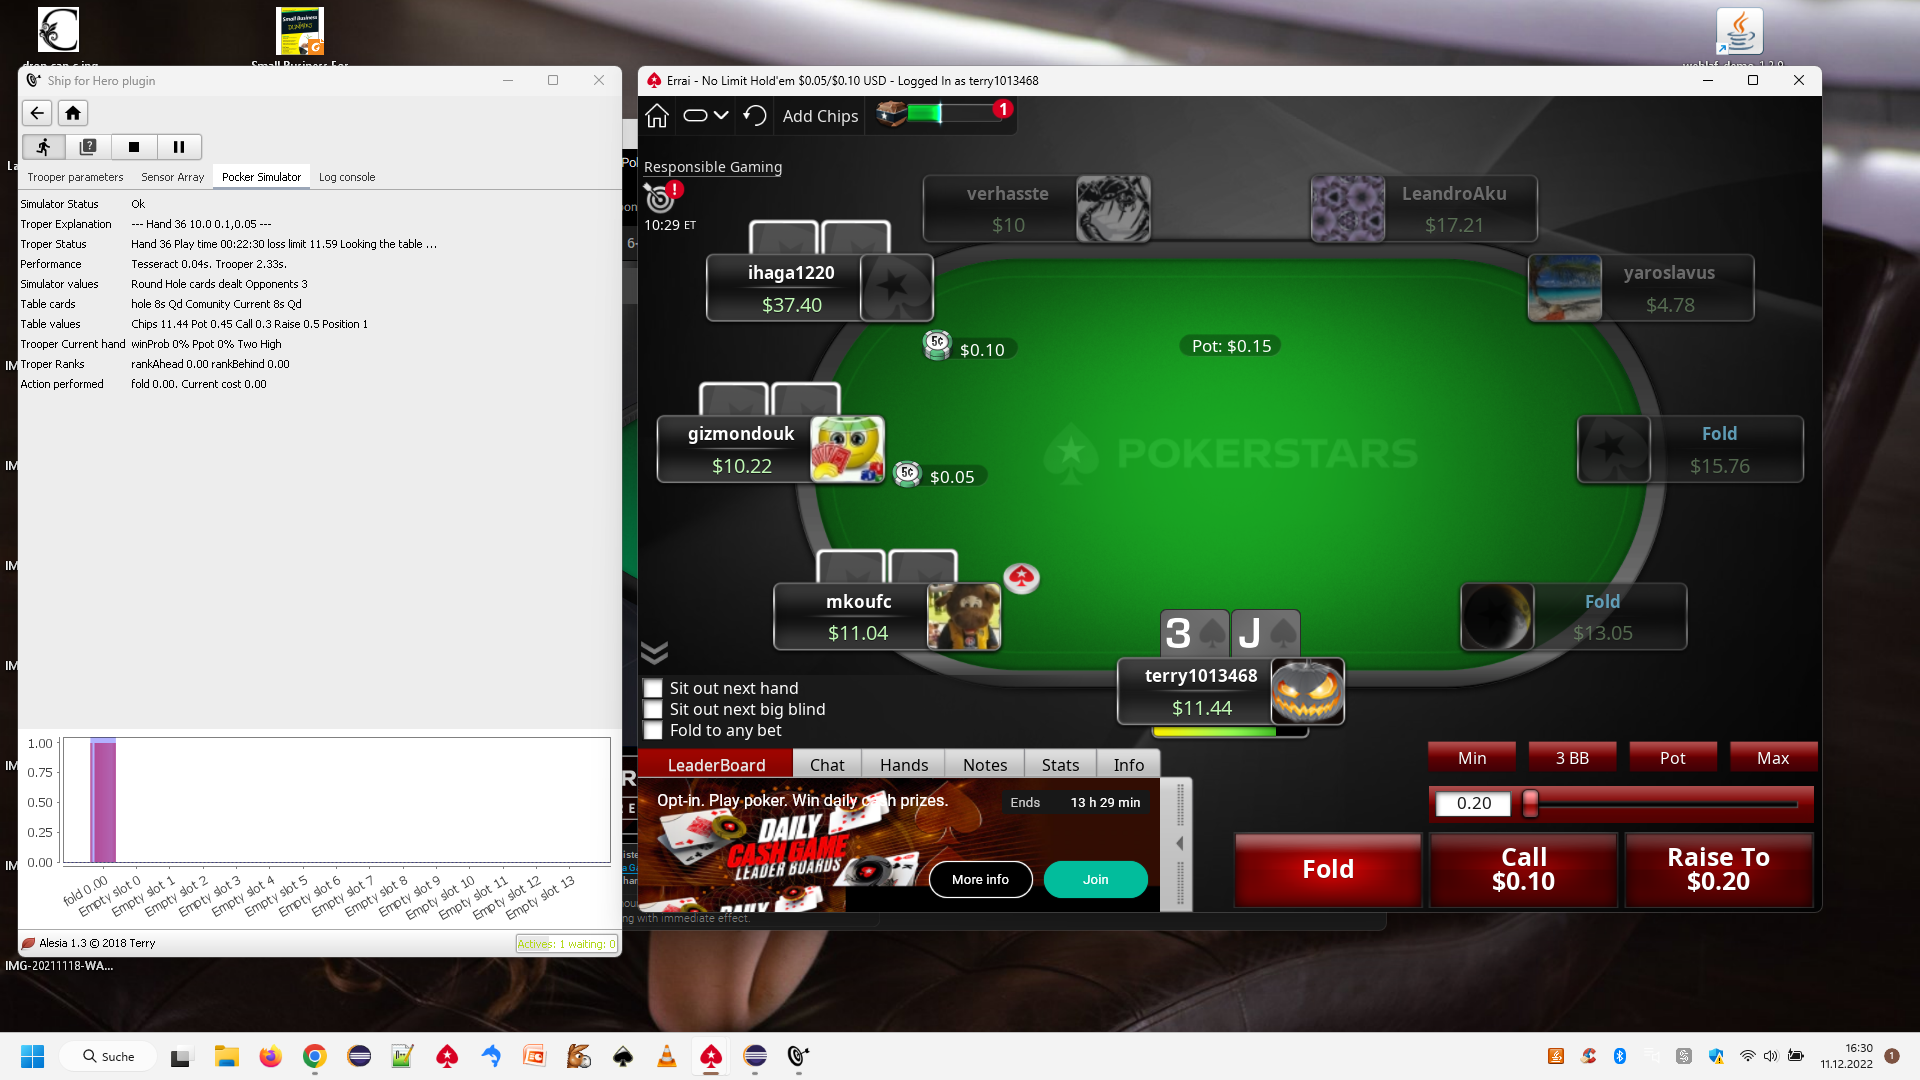 Small Business For
weblaf_demo_1.2.9
Ship for Hero plugin
Trooper parameters
Sensor Array
Pocker Simulator
Log console
Simulator Status Ok
Troper Explanation --- Hand 36 10.0 0.1,0.05 ---
Troper Status Hand 36 Play time 00:22:30 loss limit 11.59 Looking the table ...
Performance Tesseract 0.04s. Trooper 2.33s.
Simulator values Round Hole cards dealt Opponents 3
Table cards hole 8s Qd Comunity Current 8s Qd
Table values Chips 11.44 Pot 0.45 Call 0.3 Raise 0.5 Position 1
Trooper Current hand winProb 0% Ppot 0% Two High
Troper Ranks rankAhead 0.00 rankBehind 0.00
Action performed fold 0.00. Current cost 0.00
1.00
0.75
0.50
0.25
0.00
fold 0.00
Empty slot 0
Empty slot 1
Empty slot 2
Empty slot 3
Empty slot 4
Empty slot 5
Empty slot 6
Empty slot 7
Empty slot 8
Empty slot 9
Empty slot 10
Empty slot 11
Empty slot 12
Empty slot 13
Alesia 1.3 © 2018 Terry
Actives: 1 waiting: 0
IMG-20211118-WA...
Errai - No Limit Hold'em $0.05/$0.10 USD - Logged In as terry1013468
Add Chips
1
Responsible Gaming
10:29 ET
verhasste
$10
LeandroAku
$17.21
ihaga1220
$37.40
yaroslavus
$4.78
5¢ $0.10
Pot: $0.15
gizmondouk
$10.22
5¢ $0.05
POKERSTARS
Fold
$15.76
mkoufc
$11.04
3 J
Fold
$13.05
terry1013468
$11.44
Sit out next hand
Sit out next big blind
Fold to any bet
LeaderBoard
Chat
Hands
Notes
Stats
Info
Opt-in. Play poker. Win daily cash prizes.
Ends 13 h 29 min
DAILY
CASH GAME
LEADER BOARDS
DAILY
More info
Join
ng with immediate effect.
Min
3 BB
Pot
Max
0.20
Fold
Call
$0.10
Raise To
$0.20
Suche
16:30
11.12.2022
1